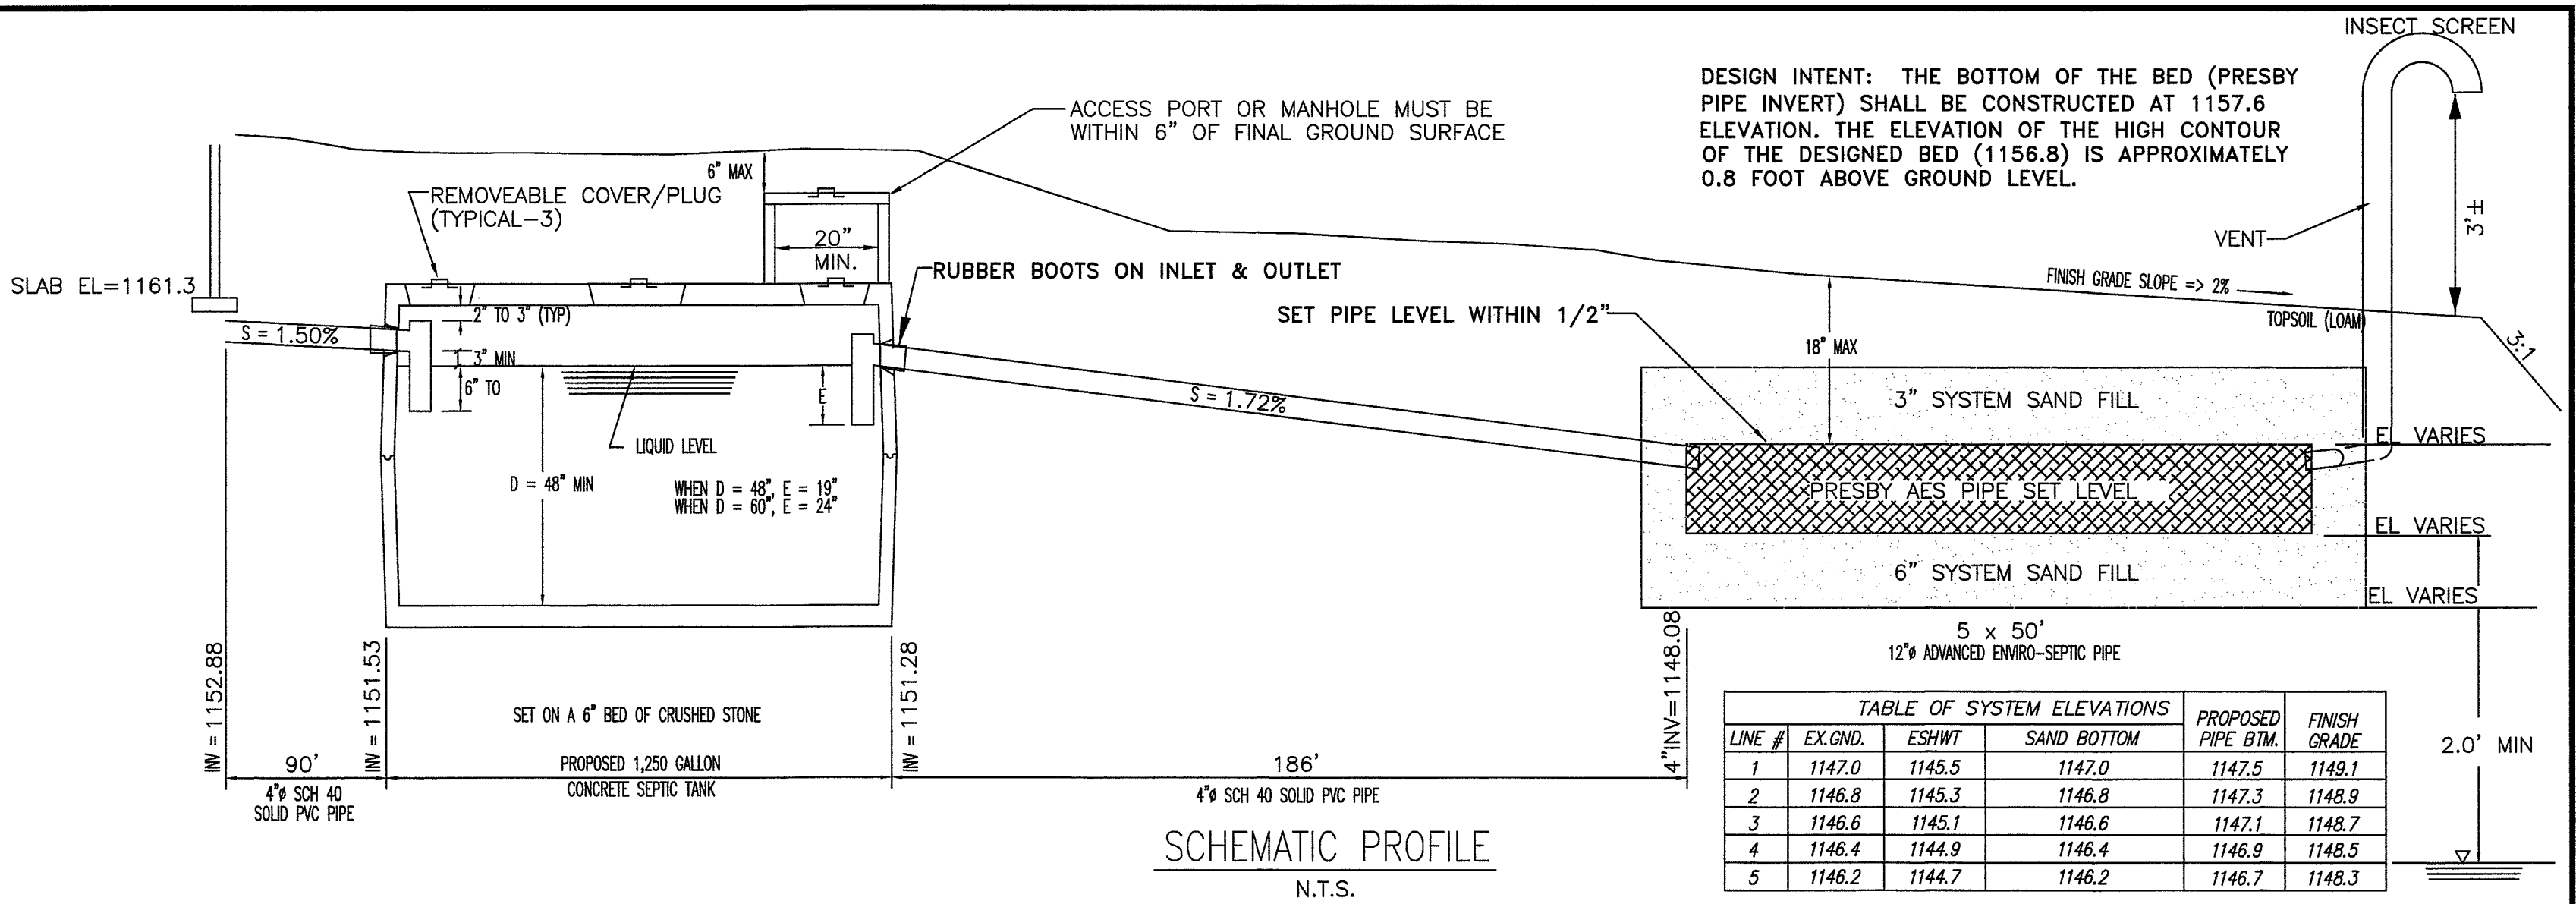 INSECT SCREEN
DESIGN INTENT: THE BOTTOM OF THE BED (PRESBY
PIPE INVERT) SHALL BE CONSTRUCTED AT 1157.6
ELEVATION. THE ELEVATION OF THE HIGH CONTOUR
OF THE DESIGNED BED (1156.8) IS APPROXIMATELY
0.8 FOOT ABOVE GROUND LEVEL.
ACCESS PORT OR MANHOLE MUST BE
WITHIN 6" OF FINAL GROUND SURFACE
6" MAX
REMOVEABLE COVER/PLUG
(TYPICAL-3)
20"
MIN.
3'±
VENT
SLAB EL=1161.3
RUBBER BOOTS ON INLET & OUTLET
FINISH GRADE SLOPE => 2%
SET PIPE LEVEL WITHIN 1/2"
TOPSOIL (LOAM)
3:1
2" TO 3" (TYP)
S = 1.50%
3" MIN
6" TO
18" MAX
E
S = 1.72%
3" SYSTEM SAND FILL
LIQUID LEVEL
EL VARIES
D = 48" MIN
WHEN D = 48", E = 19"
WHEN D = 60", E = 24"
PRESBY AES PIPE SET LEVEL
EL VARIES
6" SYSTEM SAND FILL
EL VARIES
INV = 1152.88
INV = 1151.53
INV = 1151.28
4"INV=1148.08
5 x 50'
12"ø ADVANCED ENVIRO-SEPTIC PIPE
SET ON A 6" BED OF CRUSHED STONE
90'
4"ø SCH 40
SOLID PVC PIPE
PROPOSED 1,250 GALLON
CONCRETE SEPTIC TANK
186'
4"ø SCH 40 SOLID PVC PIPE
2.0' MIN
TABLE OF SYSTEM ELEVATIONS PROPOSED PIPE BTM. FINISH GRADE
LINE # EX.GND. ESHWT SAND BOTTOM
1 1147.0 1145.5 1147.0 1147.5 1149.1
2 1146.8 1145.3 1146.8 1147.3 1148.9
3 1146.6 1145.1 1146.6 1147.1 1148.7
4 1146.4 1144.9 1146.4 1146.9 1148.5
5 1146.2 1144.7 1146.2 1146.7 1148.3
SCHEMATIC PROFILE
N.T.S.